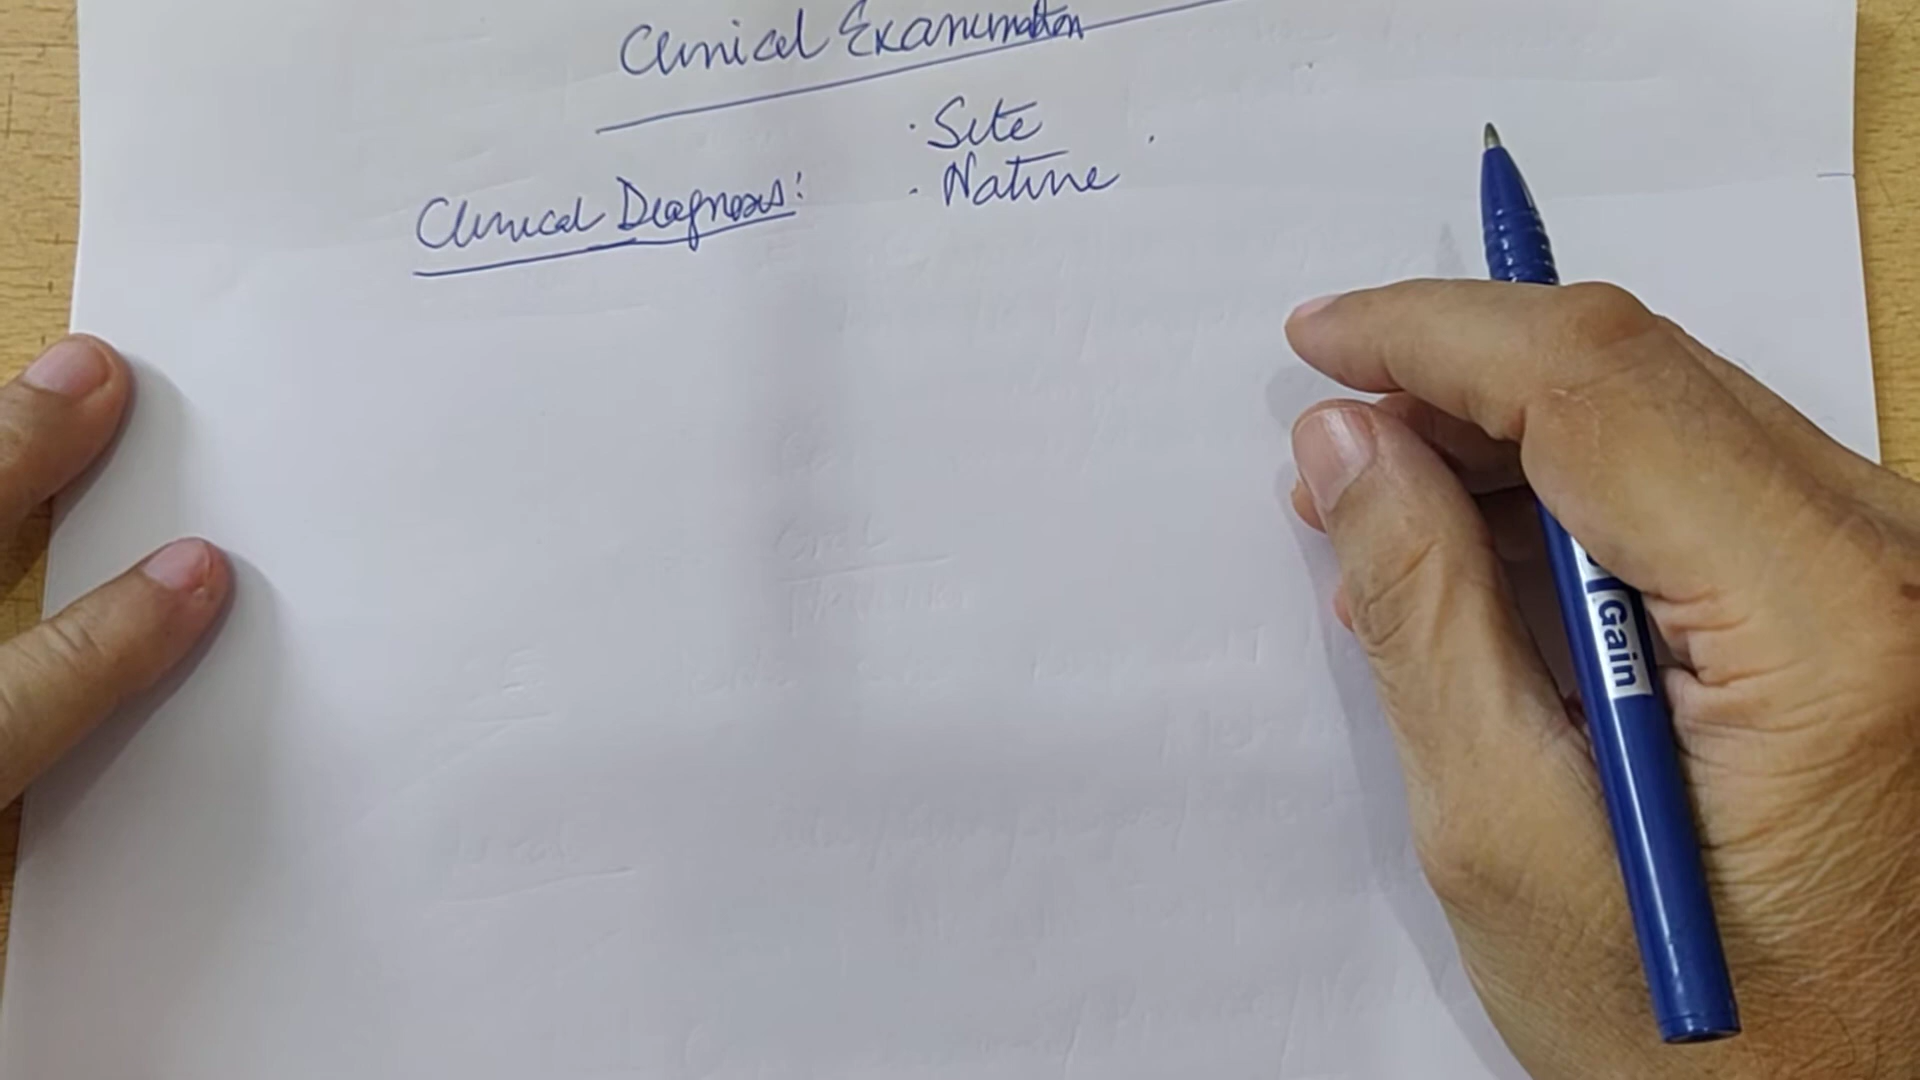 Clinical Examination
· Site
Clinical Diagnosis:
· Nature
Gain